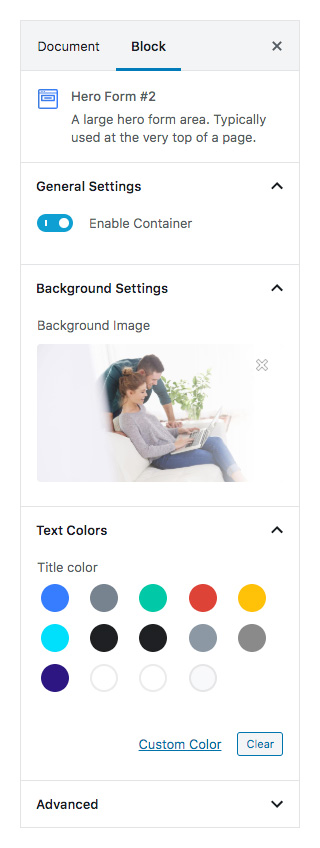 Document Block
Hero Form #2
A large hero form area. Typically
used at the very top of a page.
General Settings
Enable Container
Background Settings
Background Image
Text Colors
Title color
Custom Color Clear
Advanced